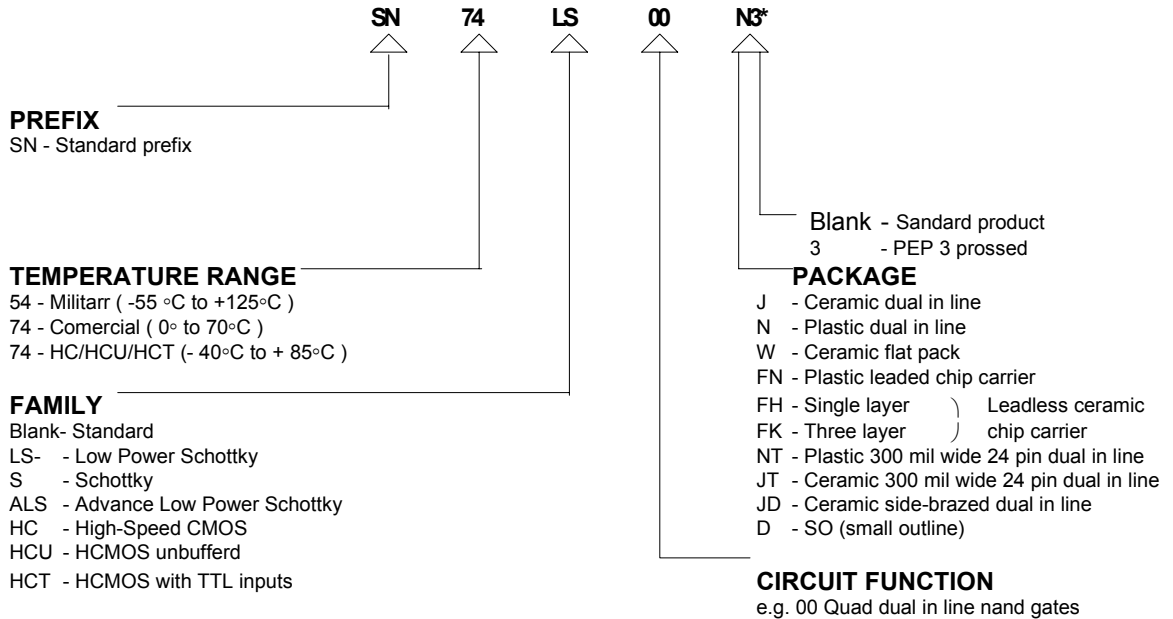 SN 74 LS 00 N3*
PREFIX
SN - Standard prefix
Blank - Sandard product
3 - PEP 3 prossed
TEMPERATURE RANGE
54 - Militarr ( -55 °C to +125°C )
74 - Comercial ( 0° to 70°C )
74 - HC/HCU/HCT (- 40°C to + 85°C )
FAMILY
Blank- Standard
LS- - Low Power Schottky
S - Schottky
ALS - Advance Low Power Schottky
HC - High-Speed CMOS
HCU - HCMOS unbufferd
HCT - HCMOS with TTL inputs
PACKAGE
J - Ceramic dual in line
N - Plastic dual in line
W - Ceramic flat pack
FN - Plastic leaded chip carrier
FH - Single layer ) Leadless ceramic
FK - Three layer ) chip carrier
NT - Plastic 300 mil wide 24 pin dual in line
JT - Ceramic 300 mil wide 24 pin dual in line
JD - Ceramic side-brazed dual in line
D - SO (small outline)
CIRCUIT FUNCTION
e.g. 00 Quad dual in line nand gates